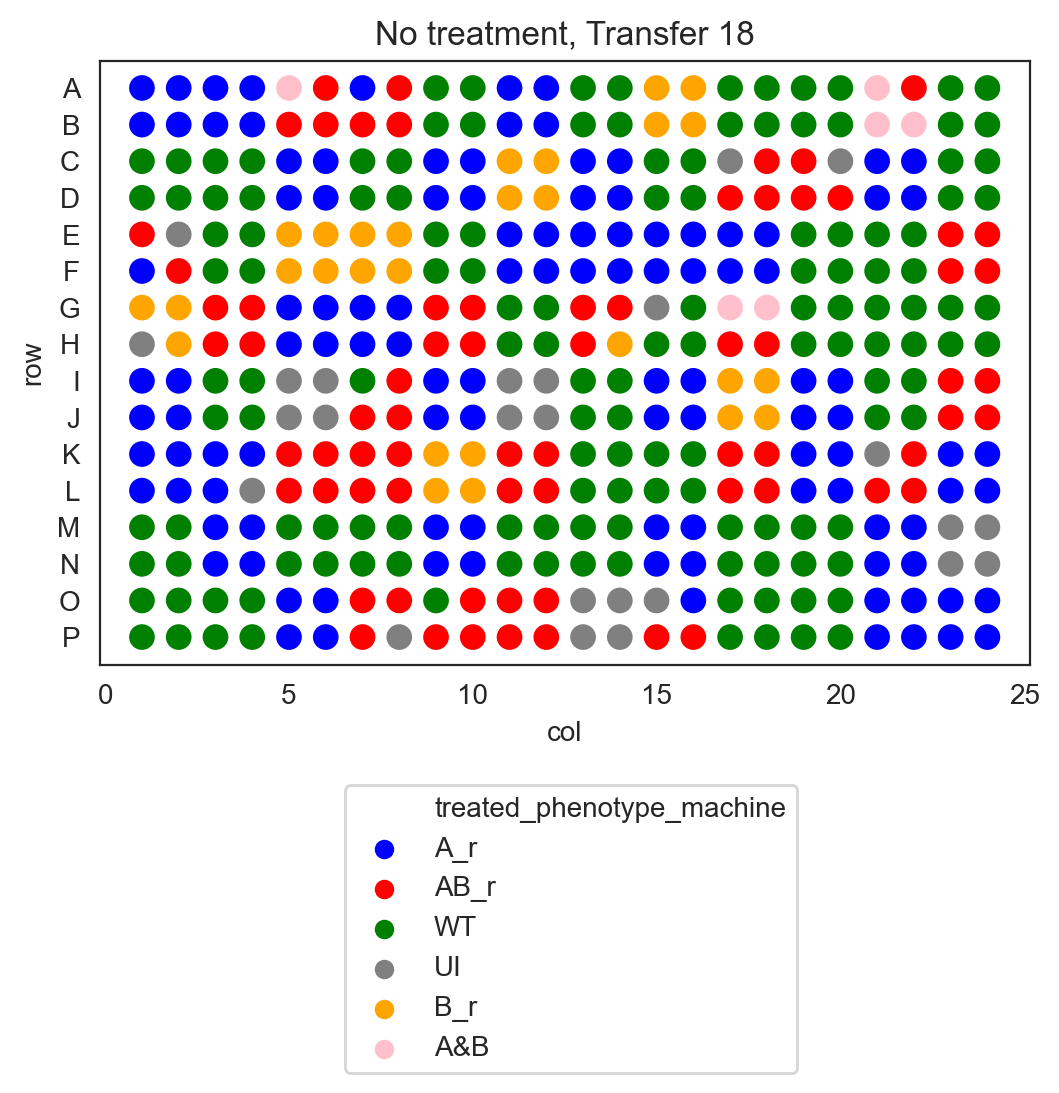 No treatment, Transfer 18
A
B
C
D
E
F
G
H
I
J
K
L
M
N
O
P
row
0 5 10 15 20 25
col
treated_phenotype_machine
A_r
AB_r
WT
UI
B_r
A&B